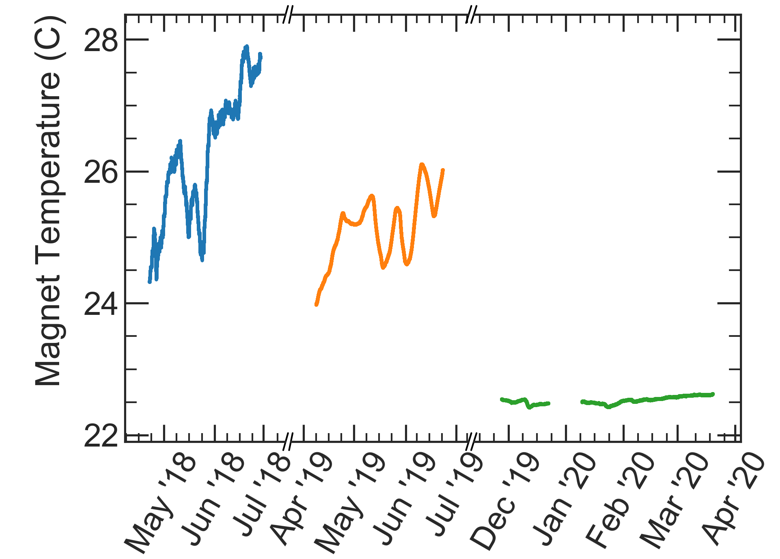 Magnet Temperature (C)
28
26
24
22
May '18
Jun '18
Jul '18
Apr '19
May '19
Jun '19
Jul '19
Dec '19
Jan '20
Feb '20
Mar '20
Apr '20